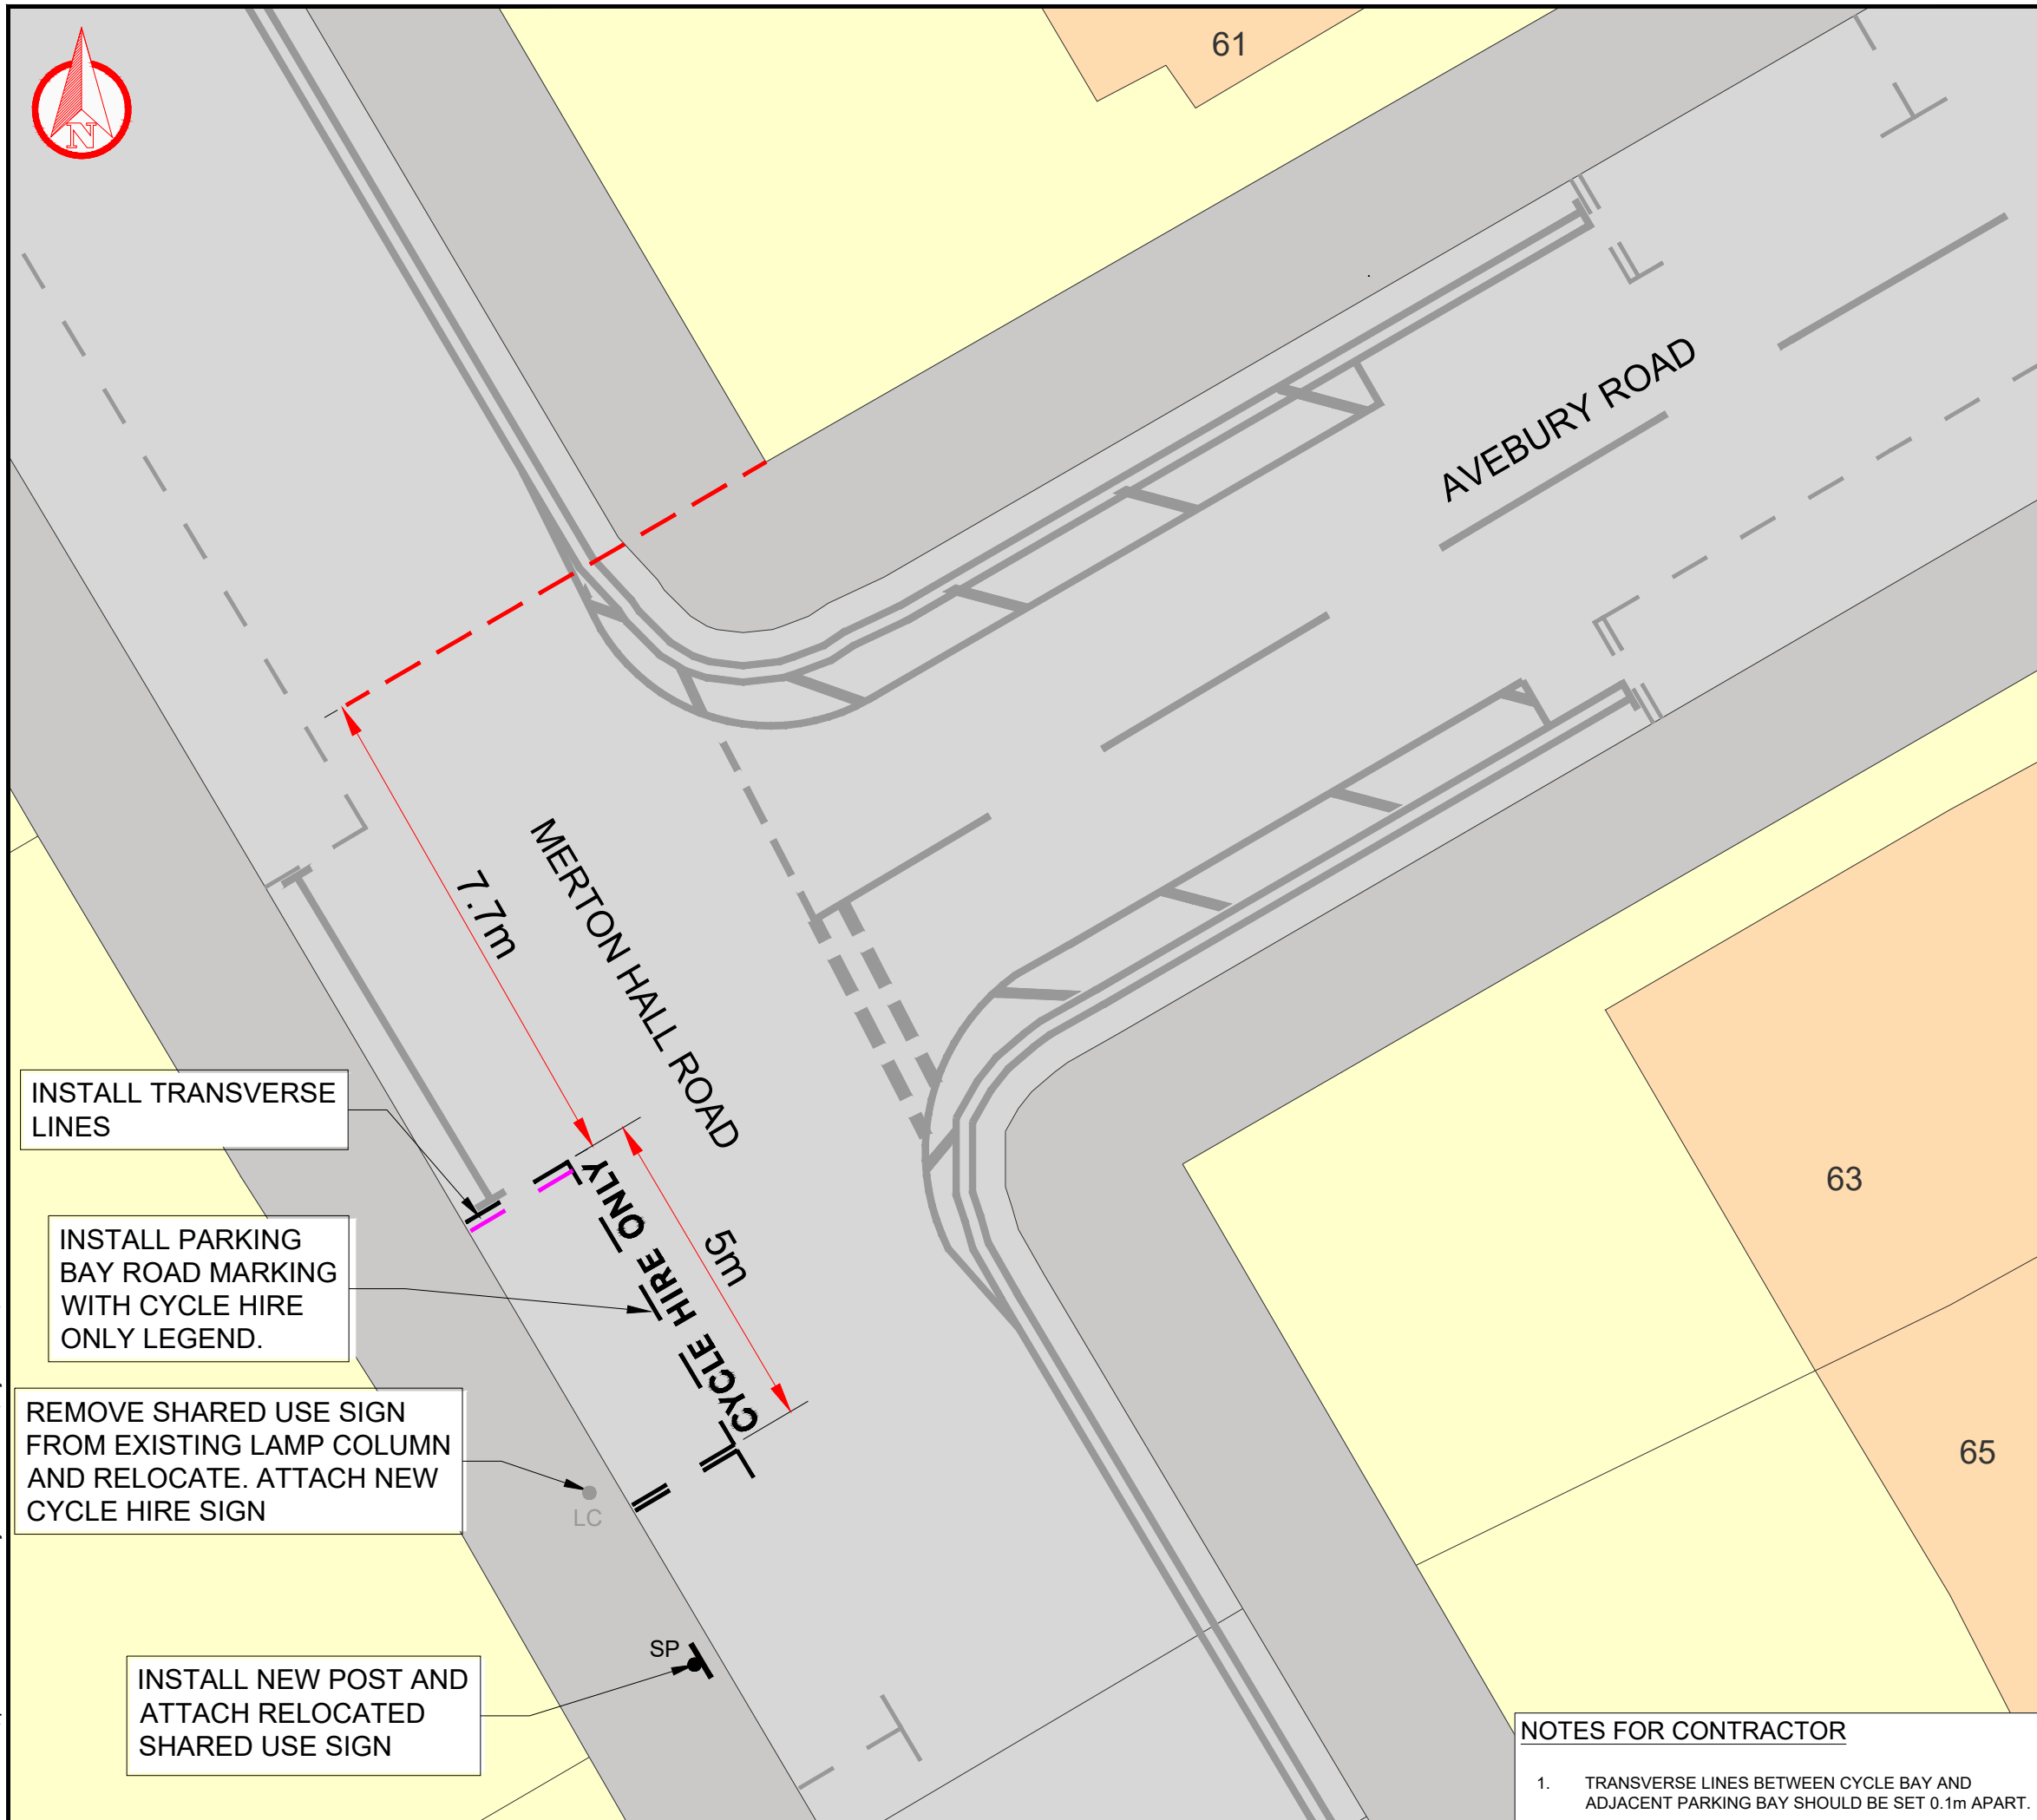 N
61
AVEBURY ROAD
MERTON HALL ROAD
7.7m
INSTALL TRANSVERSE
LINES
5m
CYCLE HIRE ONLY
63
INSTALL PARKING
BAY ROAD MARKING
WITH CYCLE HIRE
ONLY LEGEND.
REMOVE SHARED USE SIGN
FROM EXISTING LAMP COLUMN
AND RELOCATE. ATTACH NEW
CYCLE HIRE SIGN
LC
65
SP
INSTALL NEW POST AND
ATTACH RELOCATED
SHARED USE SIGN
NOTES FOR CONTRACTOR
1. TRANSVERSE LINES BETWEEN CYCLE BAY AND
ADJACENT PARKING BAY SHOULD BE SET 0.1m APART.